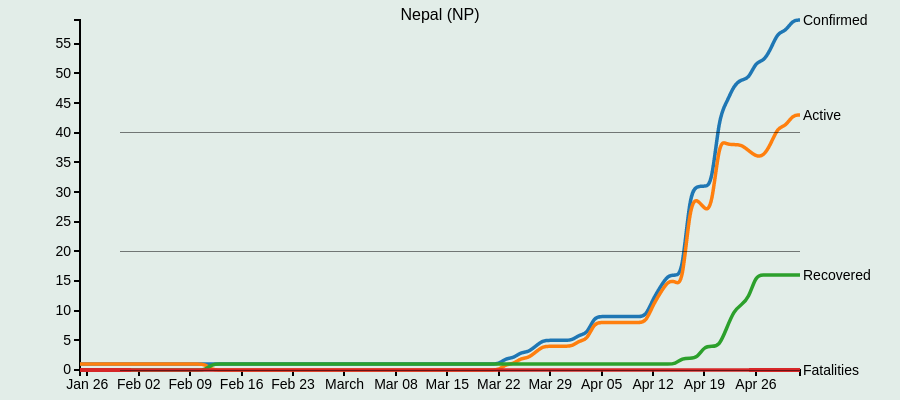 Nepal (NP)
Confirmed
55
50
45
Active
40
35
30
25
20
Recovered
15
10
5
0
Fatalities
Jan 26 Feb 02 Feb 09 Feb 16 Feb 23 March Mar 08 Mar 15 Mar 22 Mar 29 Apr 05 Apr 12 Apr 19 Apr 26